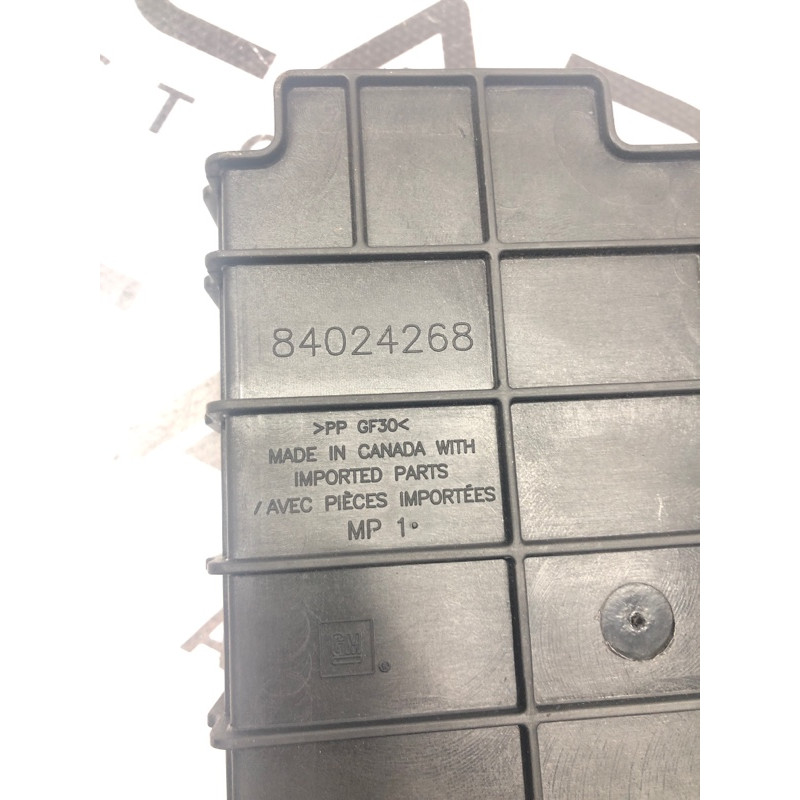 84024268
>PP GF30<
MADE IN CANADA WITH
IMPORTED PARTS
/AVEC PIÈCES IMPORTÉES
MP 1
GM
®